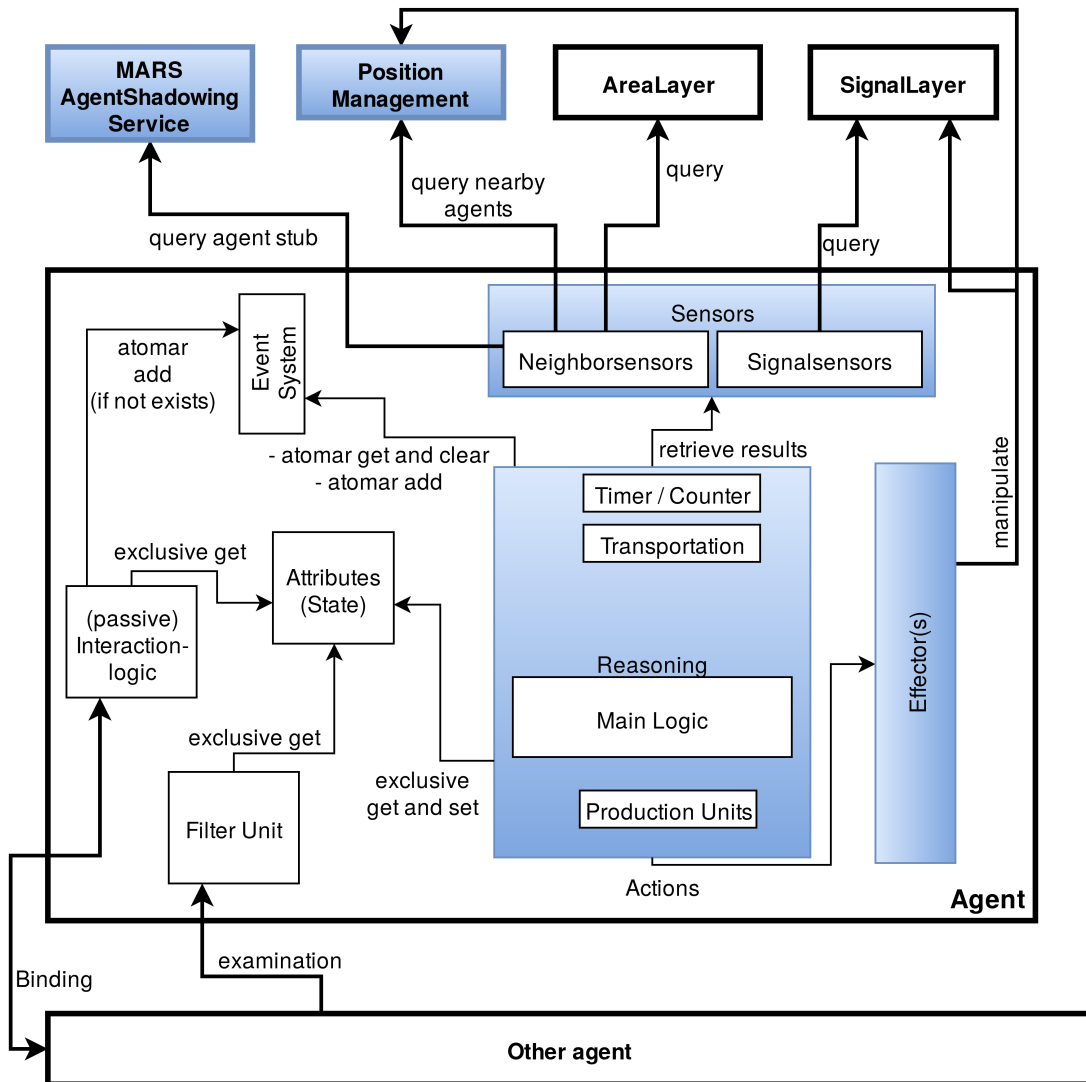 MARS
AgentShadowing
Service
Position
Management
AreaLayer
SignalLayer
query nearby
agents
query
query agent stub
query
Sensors
Neighborsensors
Signalsensors
Event
System
atomar
add
(if not exists)
- atomar get and clear
- atomar add
retrieve results
Timer / Counter
Transportation
manipulate
exclusive get
Attributes
(State)
(passive)
Interaction-
logic
Reasoning
Main Logic
Effector(s)
exclusive get
exclusive
get and set
Filter Unit
Production Units
Actions
Agent
examination
Binding
Other agent